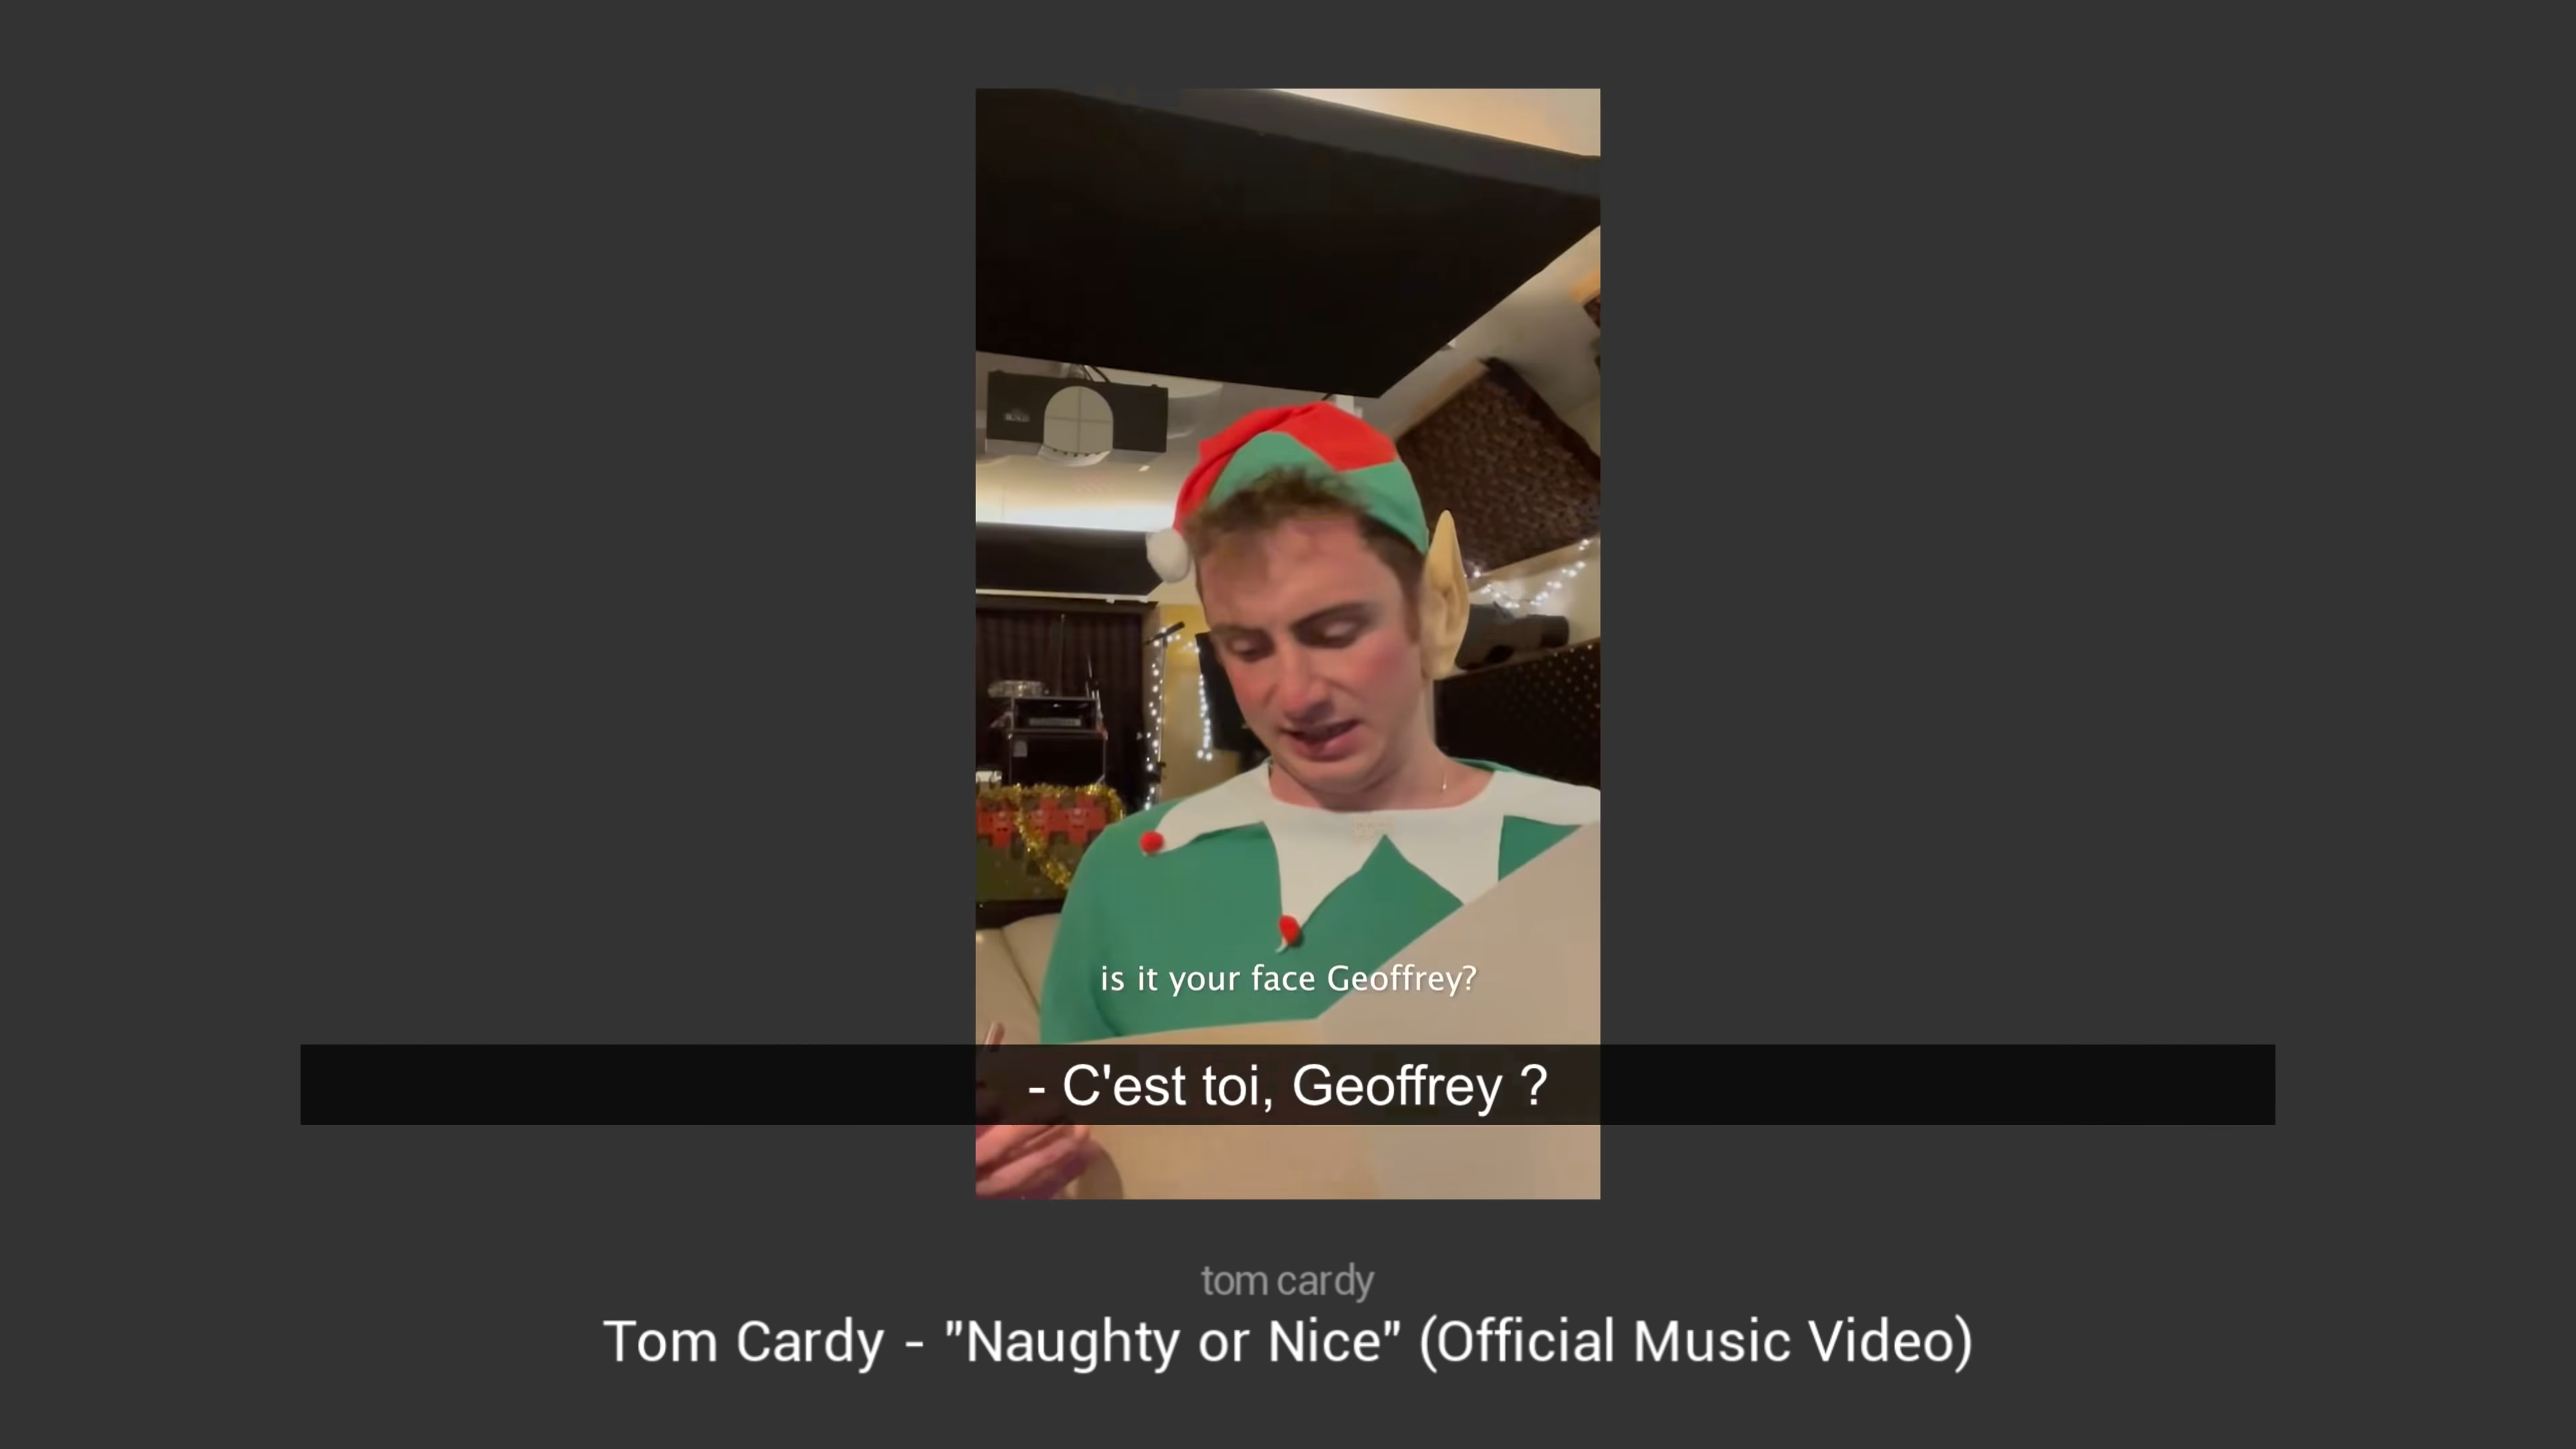 is it your face Geoffrey?
- C'est toi, Geoffrey ?
tom cardy
Tom Cardy - "Naughty or Nice" (Official Music Video)